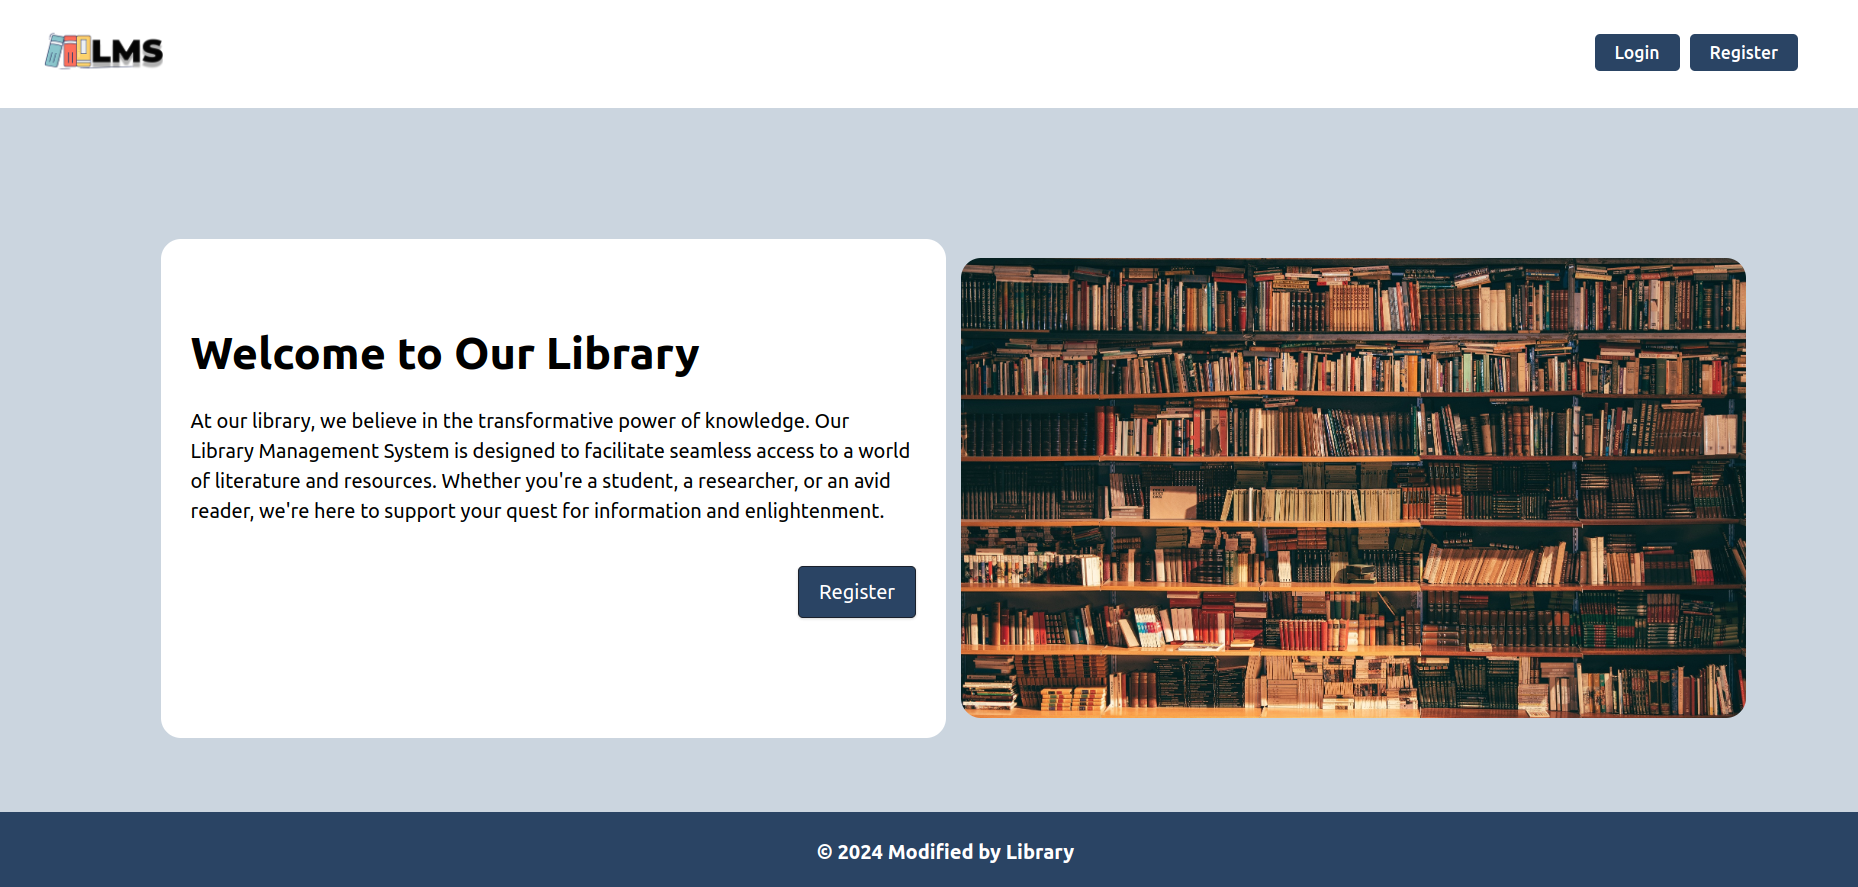 LMS
Login
Register
Welcome to Our Library
At our library, we believe in the transformative power of knowledge. Our
Library Management System is designed to facilitate seamless access to a world
of literature and resources. Whether you're a student, a researcher, or an avid
reader, we're here to support your quest for information and enlightenment.
Register
© 2024 Modified by Library